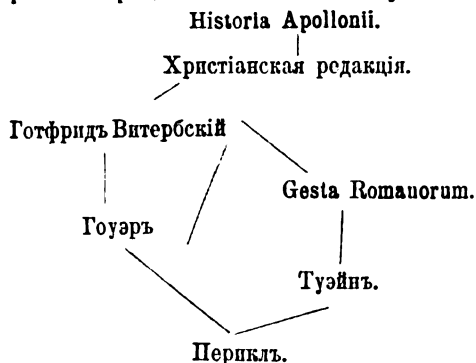 Historia Apollonii.
Христіанская редакція.
Готфридъ Витербскій
Gesta Romanorum.
Гоуэръ
Туэйнъ.
Периклъ.